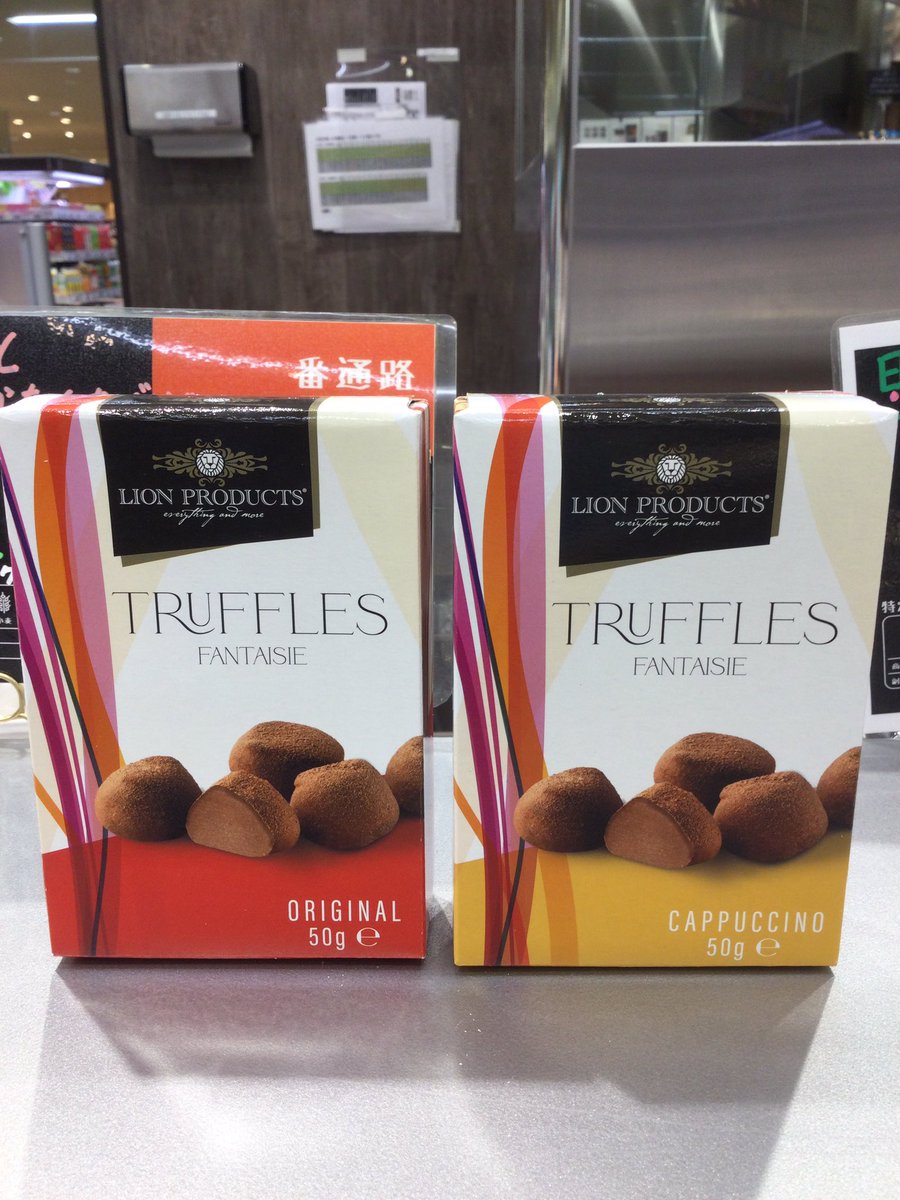 番通路
LION PRODUCTS®
everything and more
TRUFFLES
FANTAISIE
ORIGINAL
50g ℮
LION PRODUCTS®
everything and more
TRUFFLES
FANTAISIE
CAPPUCCINO
50g ℮